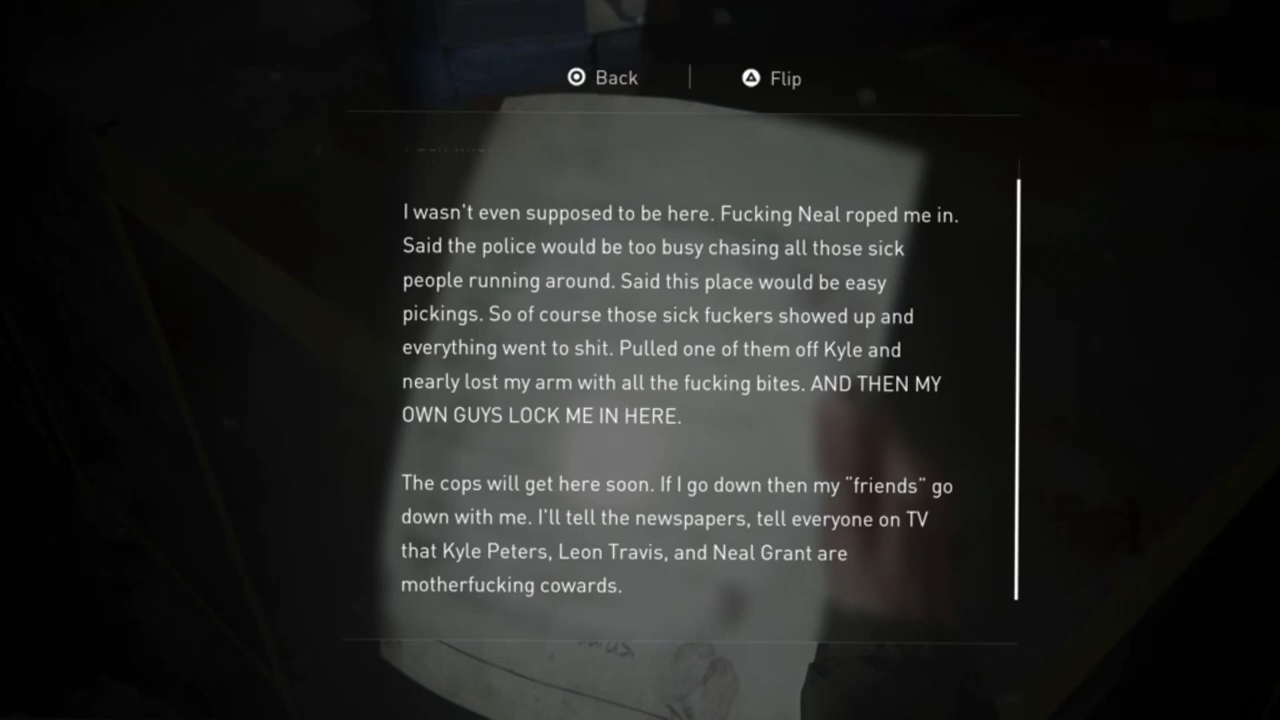 Back | Flip
I wasn't even supposed to be here. Fucking Neal roped me in.
Said the police would be too busy chasing all those sick
people running around. Said this place would be easy
pickings. So of course those sick fuckers showed up and
everything went to shit. Pulled one of them off Kyle and
nearly lost my arm with all the fucking bites. AND THEN MY
OWN GUYS LOCK ME IN HERE.
The cops will get here soon. If I go down then my “friends” go
down with me. I'll tell the newspapers, tell everyone on TV
that Kyle Peters, Leon Travis, and Neal Grant are
motherfucking cowards.